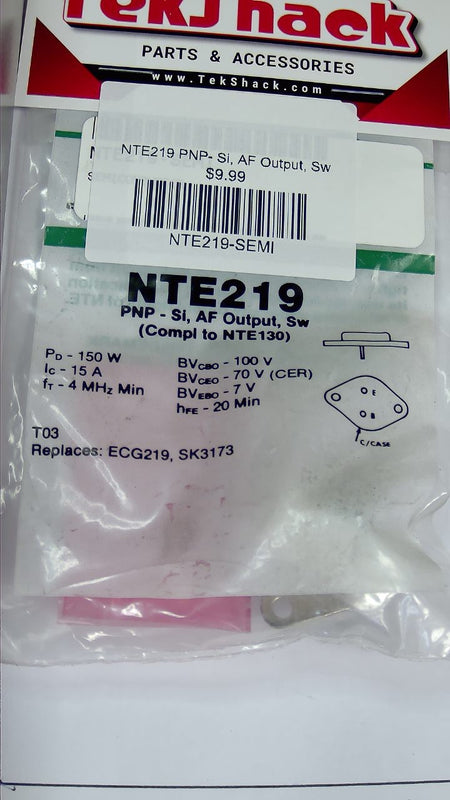 TekShack
PARTS & ACCESSORIES
www.TekShack.com
NTE219 PNP- Si, AF Output, Sw
$9.99
NTE219-SEMI
NTE219
PNP - Si, AF Output, Sw
(Compl to NTE130)
PD - 150 W
IC - 15 A
fT - 4 MHz Min
BVCBO - 100 V
BVCEO - 70 V (CER)
BVEBO - 7 V
hFE - 20 Min
E
B
C/CASE
T03
Replaces: ECG219, SK3173